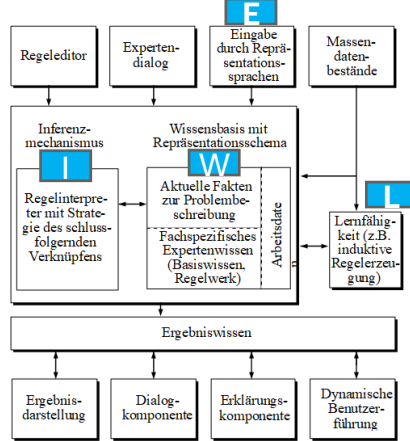 E
Regeleditor
Experten-
dialog
Eingabe
durch Reprä-
sentations-
sprachen
Massen-
daten-
bestände
Inferenz-
mechanismus
Wissensbasis mit
Repräsentationsschema
I
W
L
Regelinterpre-
ter mit Strate-
gie des schluss-
folgernden
Verknüpfens
Aktuelle Fakten
zur Problembe-
schreibung
Fachspezifisches
Expertenwissen
(Basiswissen,
Regelwerk)
Arbeitsdate
n
Lernfähig-
keit (z.B.
induktive
Regelerzeu-
gung)
Ergebniswissen
Ergebnis-
darstellung
Dialog-
komponente
Erklärungs-
komponente
Dynamische
Benutzer-
führung